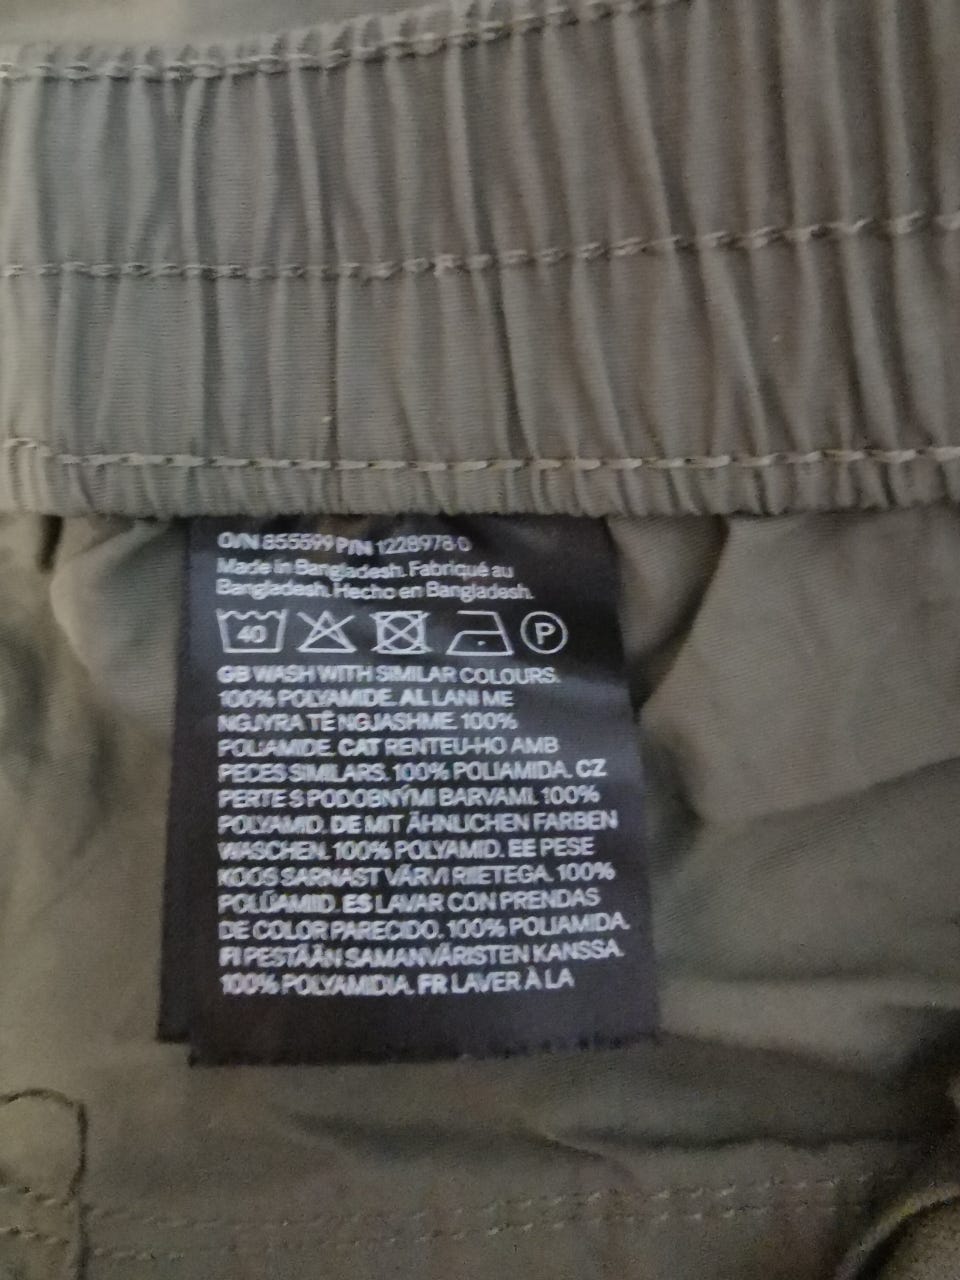 O/N 855599 P/N 1228978-0
Made in Bangladesh. Fabriqué au
Bangladesh. Hecho en Bangladesh.
40 P
GB WASH WITH SIMILAR COLOURS.
100% POLYAMIDE. AL LANI ME
NGJYRA TË NGJASHME. 100%
POLIAMIDE. CAT RENTEU-HO AMB
PECES SIMILARS. 100% POLIAMIDA. CZ
PERTE S PODOBNÝMI BARVAMI. 100%
POLYAMID. DE MIT ÄHNLICHEN FARBEN
WASCHEN. 100% POLYAMID. EE PESE
KOOS SARNAST VÄRVI RIIETEGA. 100%
POLÜAMIID. ES LAVAR CON PRENDAS
DE COLOR PARECIDO. 100% POLIAMIDA.
FI PESTÄÄN SAMANVÄRISTEN KANSSA.
100% POLYAMIDIA. FR LAVER À LA